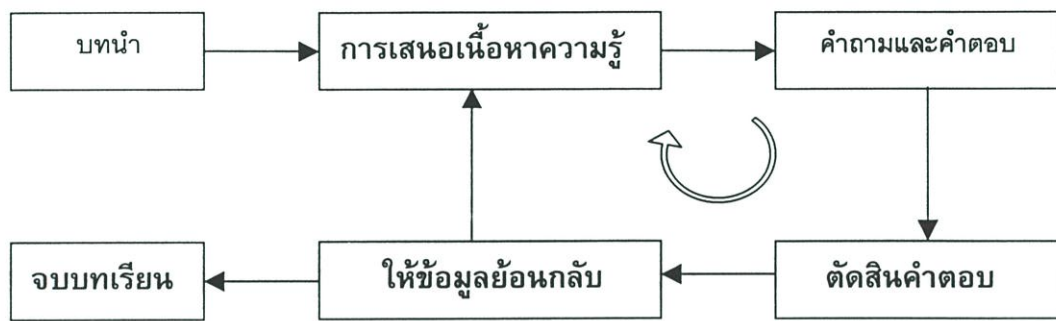 บทนำ
การเสนอเนื้อหาความรู้
คำถามและคำตอบ
จบบทเรียน
ให้ข้อมูลย้อนกลับ
ตัดสินคำตอบ